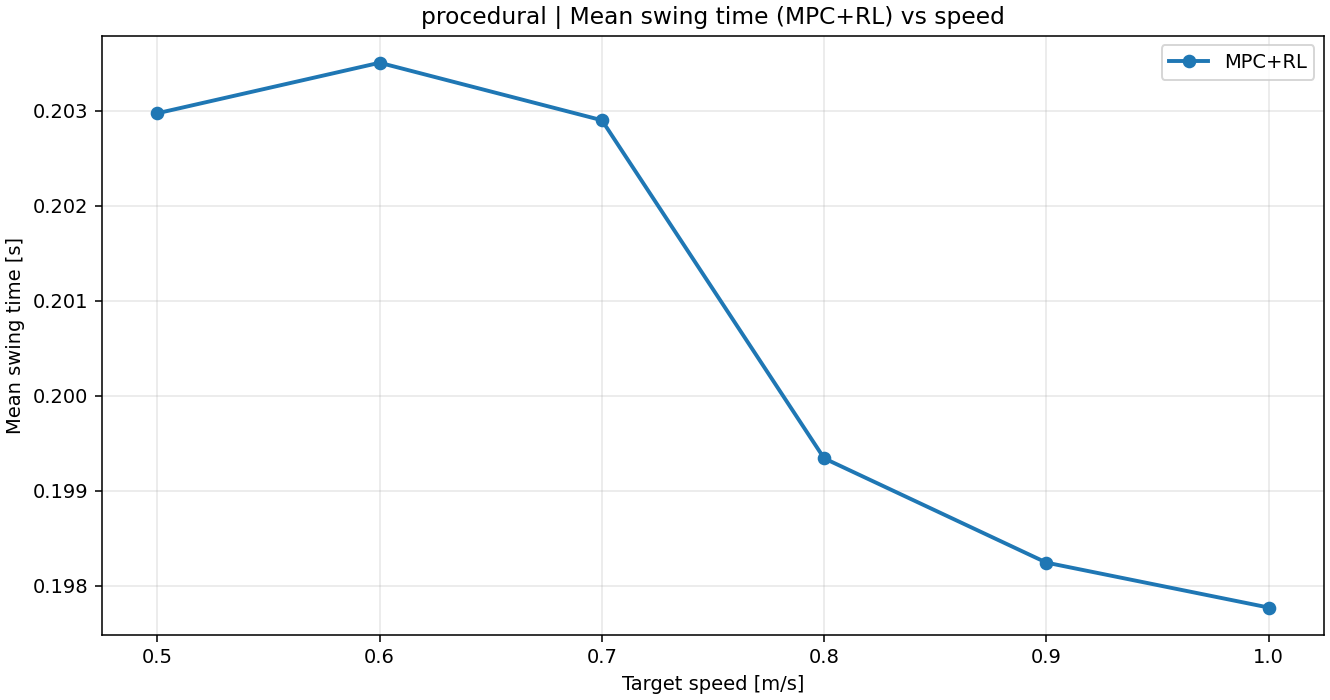 procedural | Mean swing time (MPC+RL) vs speed
MPC+RL
Mean swing time [s]
0.203
0.202
0.201
0.200
0.199
0.198
0.5 0.6 0.7 0.8 0.9 1.0
Target speed [m/s]